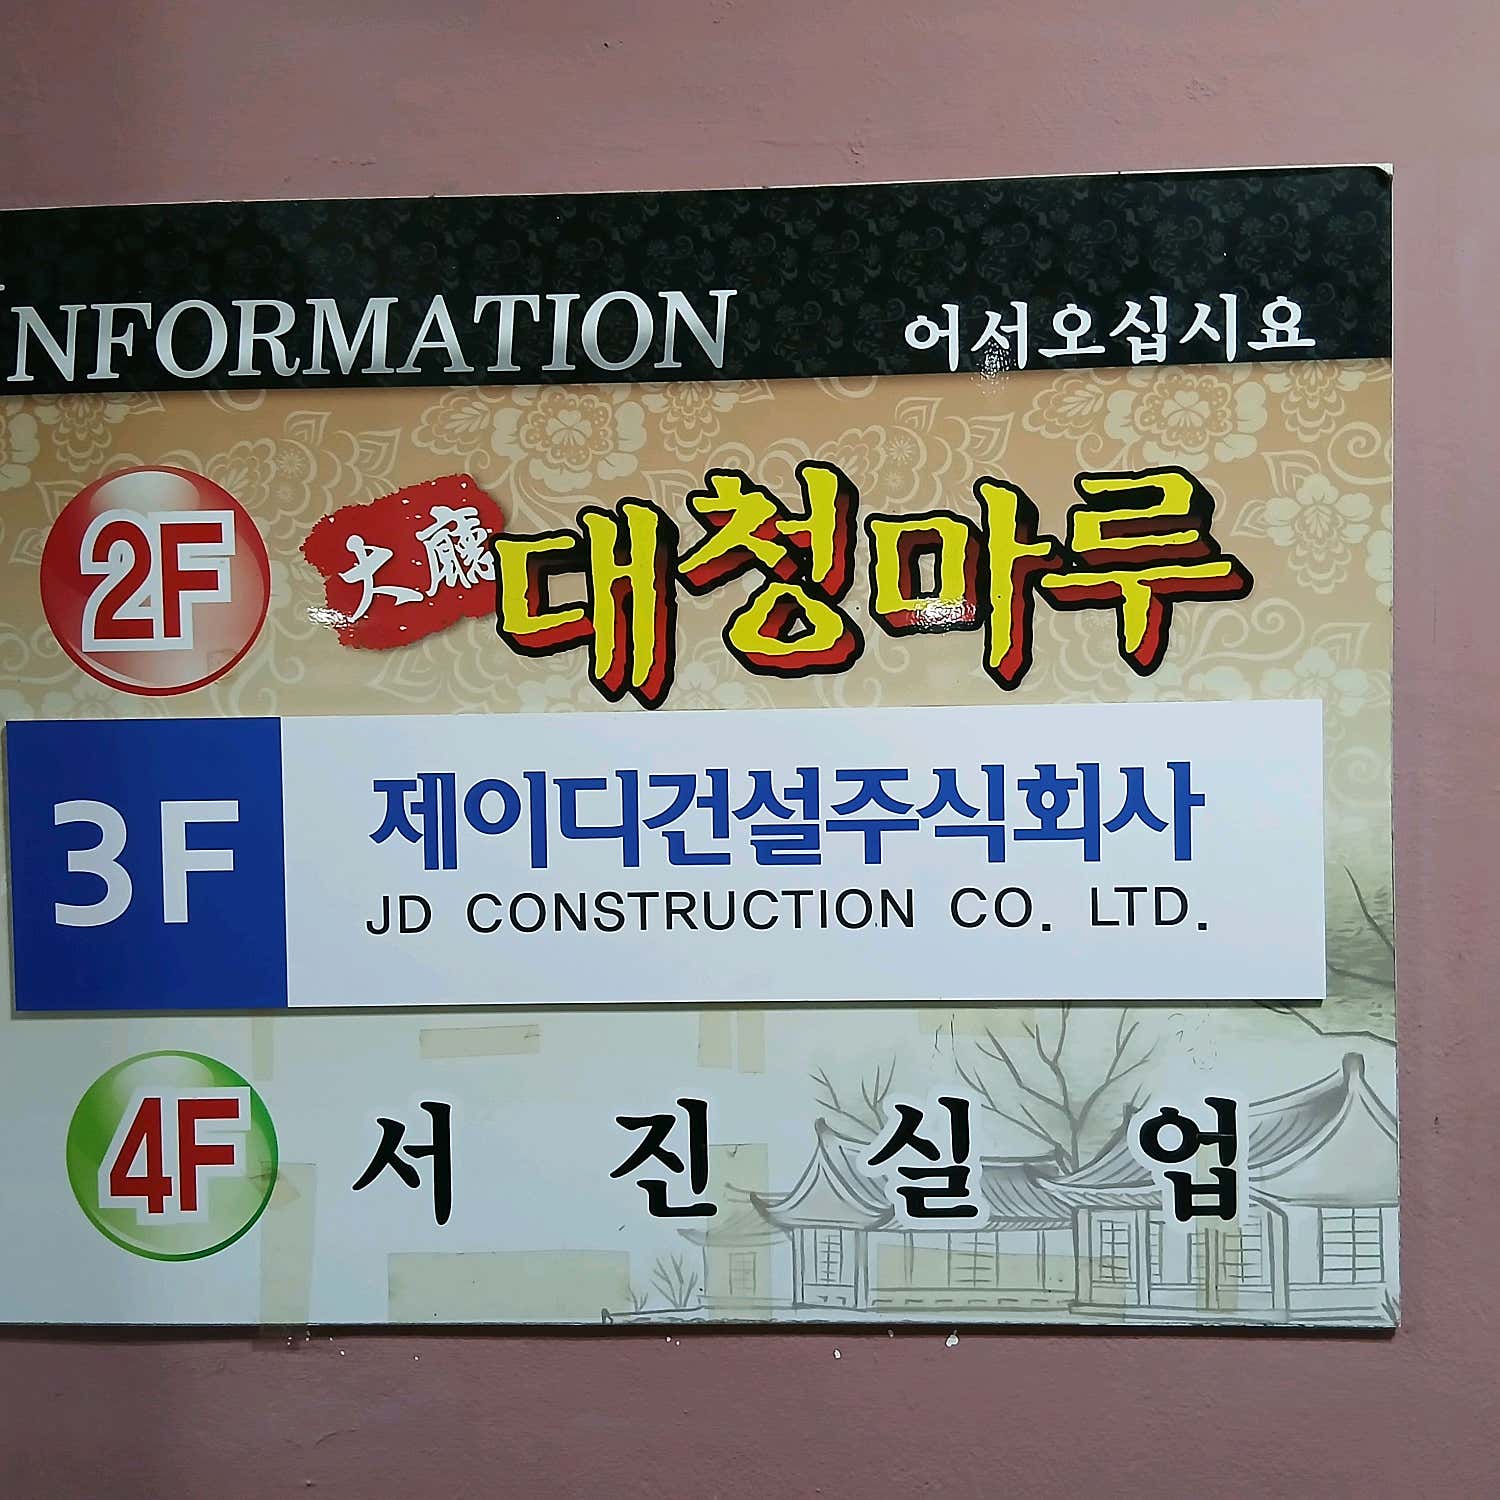 INFORMATION 어서오십시요
2F 大廳 대청마루
3F 제이디건설주식회사
JD CONSTRUCTION CO. LTD.
4F 서진실업